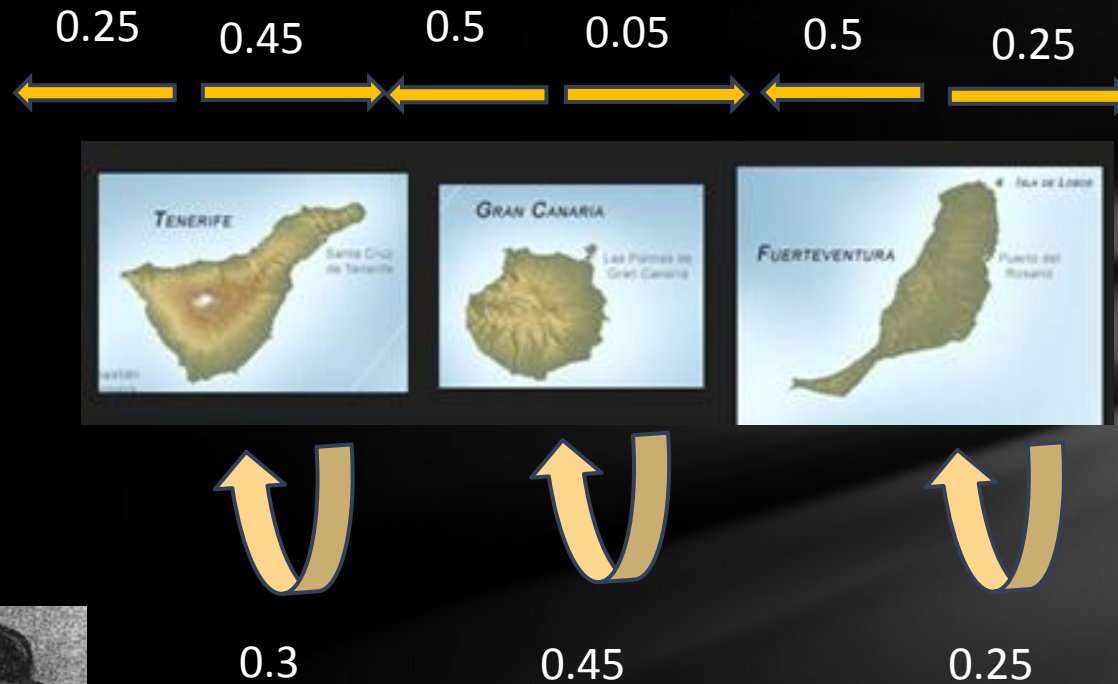 0.25
0.45
0.5
0.05
0.5
0.25
TENERIFE
Santa Cruz
de Tenerife
GRAN CANARIA
Las Palmas de
Gran Canaria
ISLA DE LOBOS
FUERTEVENTURA
Puerto del
Rosario
0.3
0.45
0.25